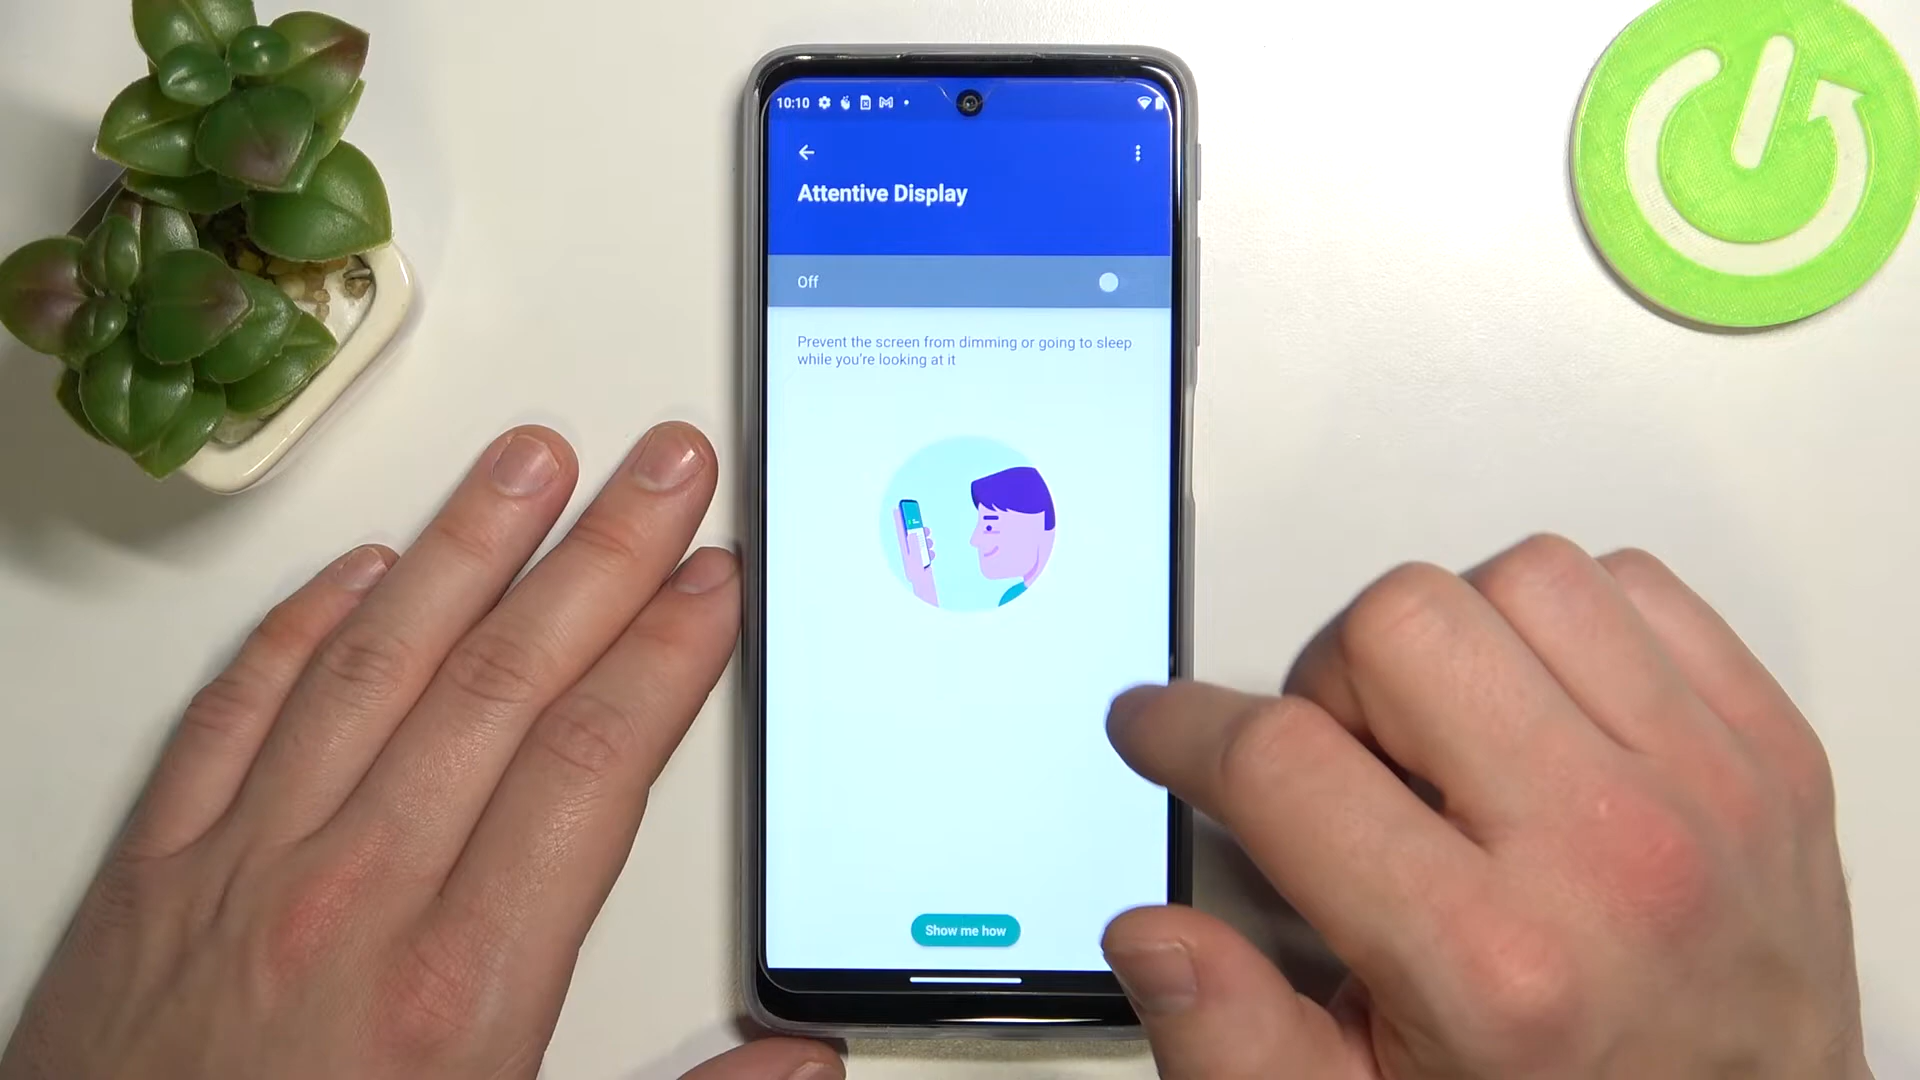 10:10
Attentive Display
Off
Prevent the screen from dimming or going to sleep
while you're looking at it
Show me how